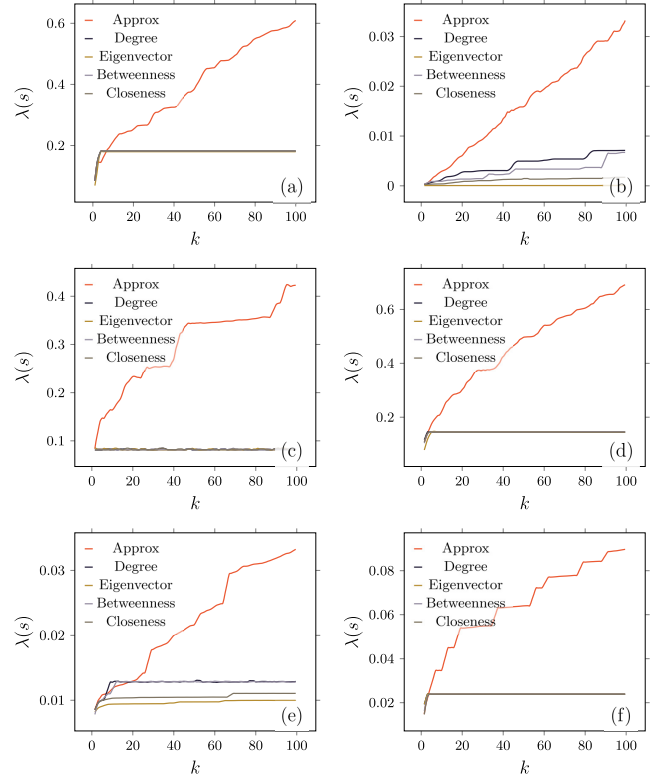 0.6
0.4
0.2
λ(s)
Approx
Degree
Eigenvector
Betweenness
Closeness
(a)
0 20 40 60 80 100
k
0.03
0.02
0.01
0
λ(s)
Approx
Degree
Eigenvector
Betweenness
Closeness
(b)
0 20 40 60 80 100
k
0.4
0.3
0.2
0.1
λ(s)
Approx
Degree
Eigenvector
Betweenness
Closeness
(c)
0 20 40 60 80 100
k
0.6
0.4
0.2
λ(s)
Approx
Degree
Eigenvector
Betweenness
Closeness
(d)
0 20 40 60 80 100
k
0.03
0.02
0.01
λ(s)
Approx
Degree
Eigenvector
Betweenness
Closeness
(e)
0 20 40 60 80 100
k
0.08
0.06
0.04
0.02
λ(s)
Approx
Degree
Eigenvector
Betweenness
Closeness
(f)
0 20 40 60 80 100
k